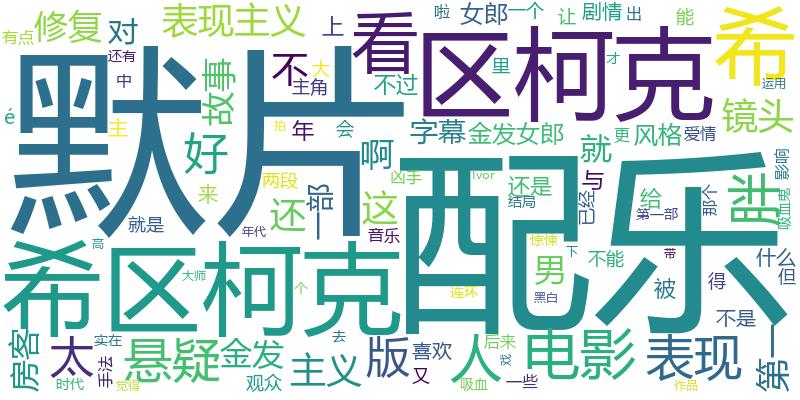 有点
修复
对
表现主义
上
看
女郎
啦
一个
让
剧情
出
能
希
区柯克
还有
中
不
大
主角
不过
里
才
运用
镜头
默片
故事
é
主
好
年
拍
会
啊
字幕
金发女郎
就
更
风格
爱情
配乐
来
两段
一部
还
这
凶手
Ivor
还是
结局
与
已经
给
第一部
那个
胜
吸血鬼
影响
就是
年代
音乐
希区柯克
高
大师
个
惊悚
下
男
不能
带
被
得
什么
但
连环
黑白
不是
房客
太
实在
手法
悬疑
金发
主义
去
版
喜欢
又
人
后来
戏
电影
表现
第一
时代
觉得
观众
吸血
一些
作品